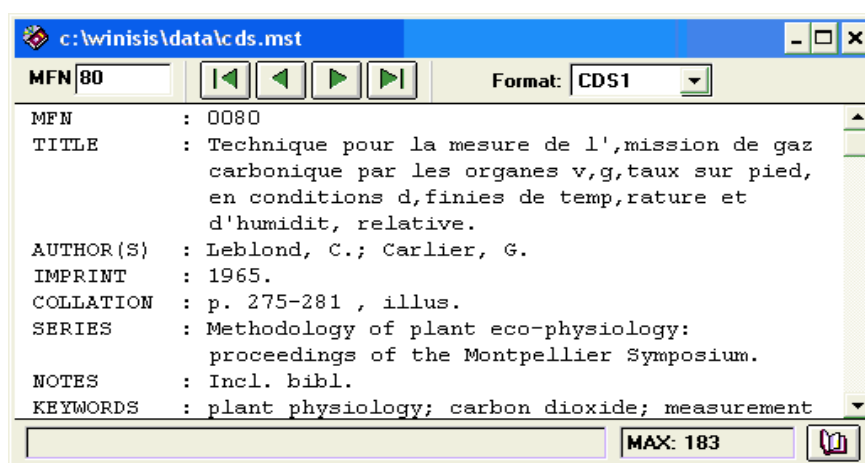 c:\winisis\data\cds.mst
MFN 80 Format: CDS1
MFN : 0080
TITLE : Technique pour la mesure de l',mission de gaz
carbonique par les organes v,g,taux sur pied,
en conditions d,finies de temp,rature et
d'humidit, relative.
AUTHOR(S) : Leblond, C.; Carlier, G.
IMPRINT : 1965.
COLLATION : p. 275-281 , illus.
SERIES : Methodology of plant eco-physiology:
proceedings of the Montpellier Symposium.
NOTES : Incl. bibl.
KEYWORDS : plant physiology; carbon dioxide; measurement
MAX: 183